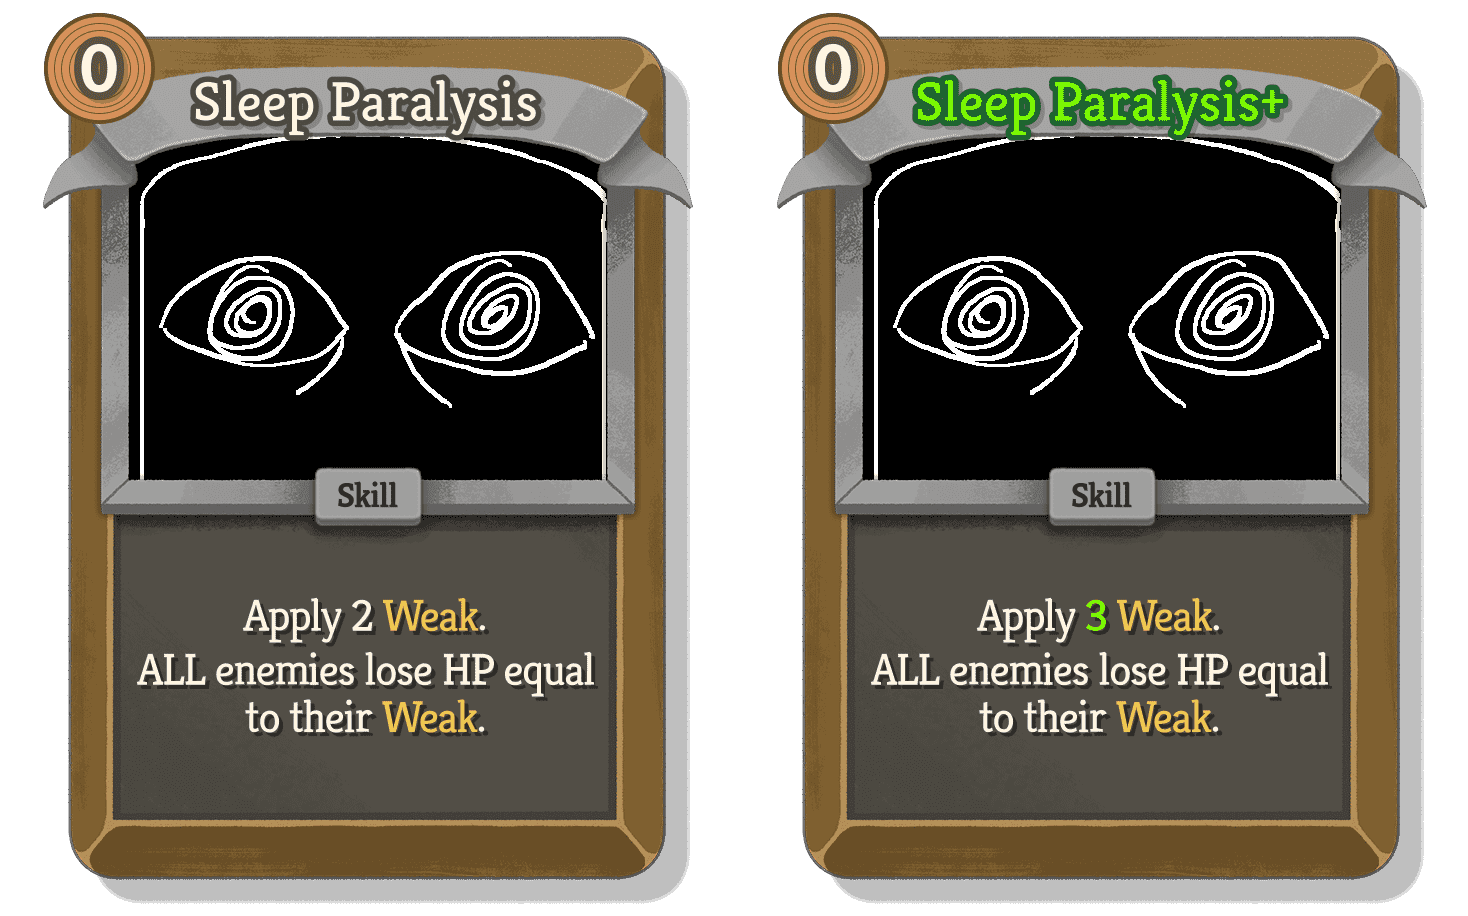 0
Sleep Paralysis
Skill
Apply 2 Weak.
ALL enemies lose HP equal
to their Weak.
0
Sleep Paralysis+
Skill
Apply 3 Weak.
ALL enemies lose HP equal
to their Weak.